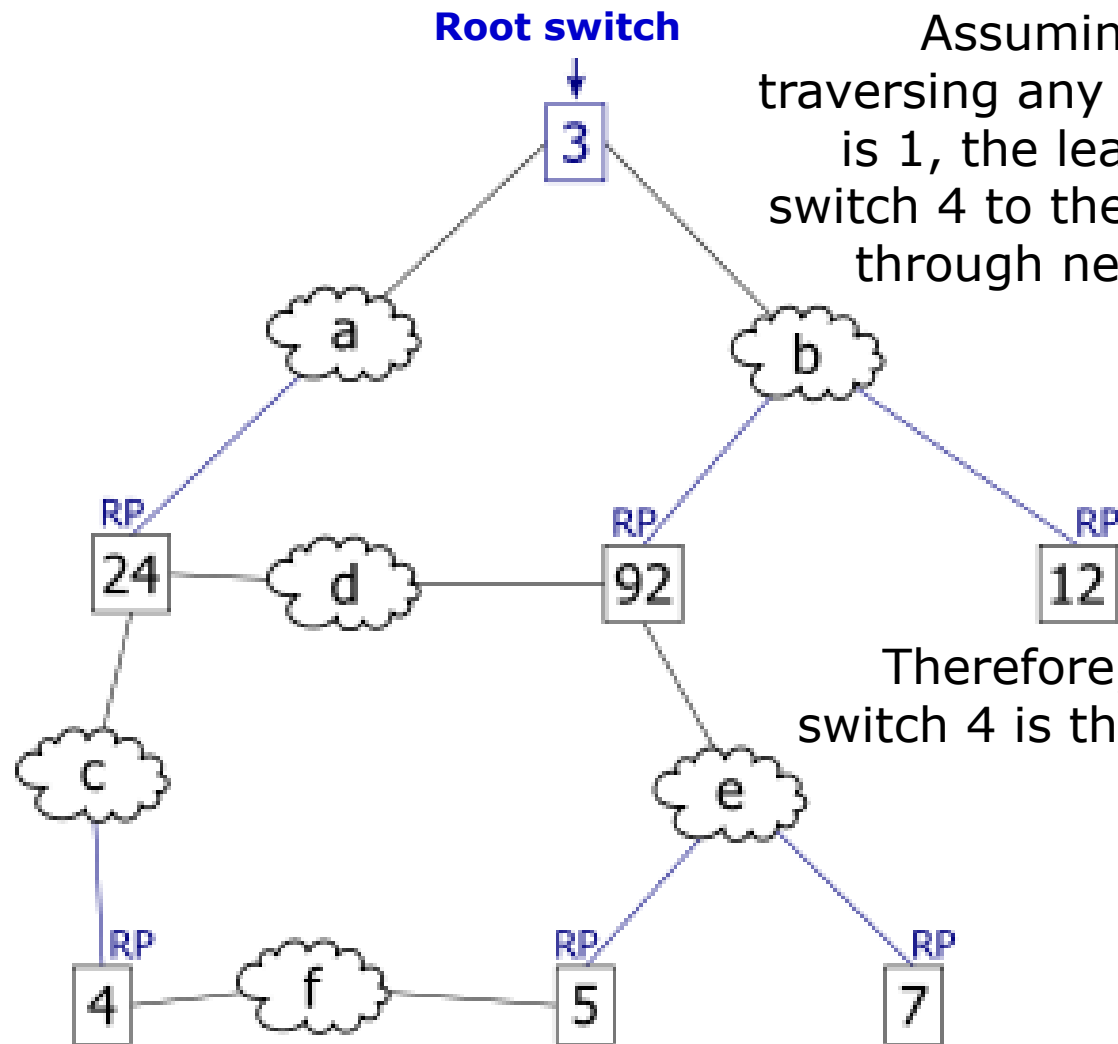 Root switch
Assumin
traversing any
is 1, the lea
switch 4 to the
through ne
3
a
b
RP
RP
RP
24
d
92
12
Therefore
switch 4 is th
c
e
RP
RP
RP
4
f
5
7